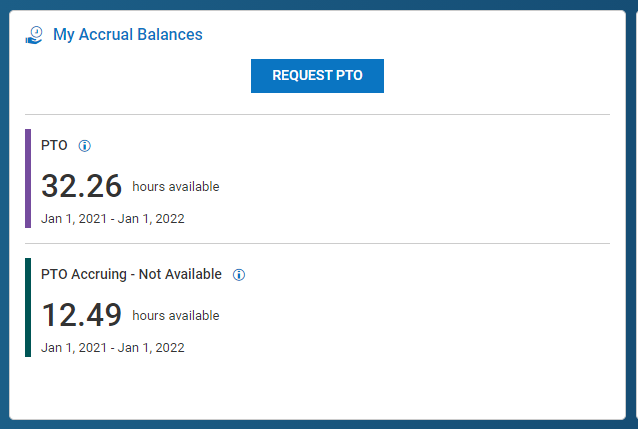 My Accrual Balances
REQUEST PTO
PTO
32.26 hours available
Jan 1, 2021 - Jan 1, 2022
PTO Accruing - Not Available
12.49 hours available
Jan 1, 2021 - Jan 1, 2022